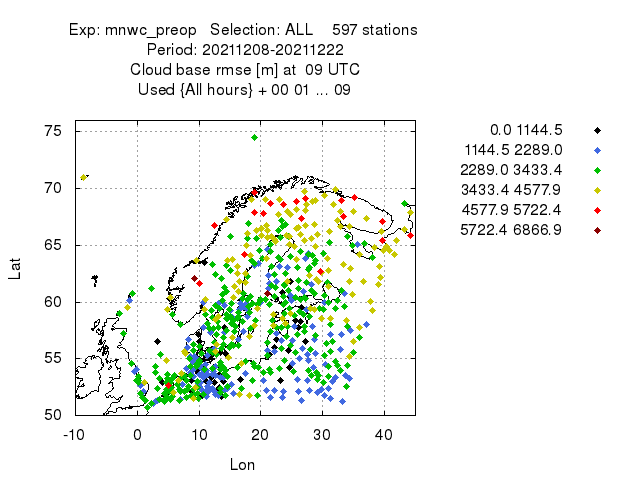 Exp: mnwc_preop   Selection: ALL    597 stations
Period: 20211208-20211222
Cloud base rmse [m] at  09 UTC
Used {All hours} + 00 01 ... 09
0.0 1144.5
1144.5 2289.0
2289.0 3433.4
3433.4 4577.9
4577.9 5722.4
5722.4 6866.9
75
70
65
60
55
50
Lat
-10 0 10 20 30 40
Lon